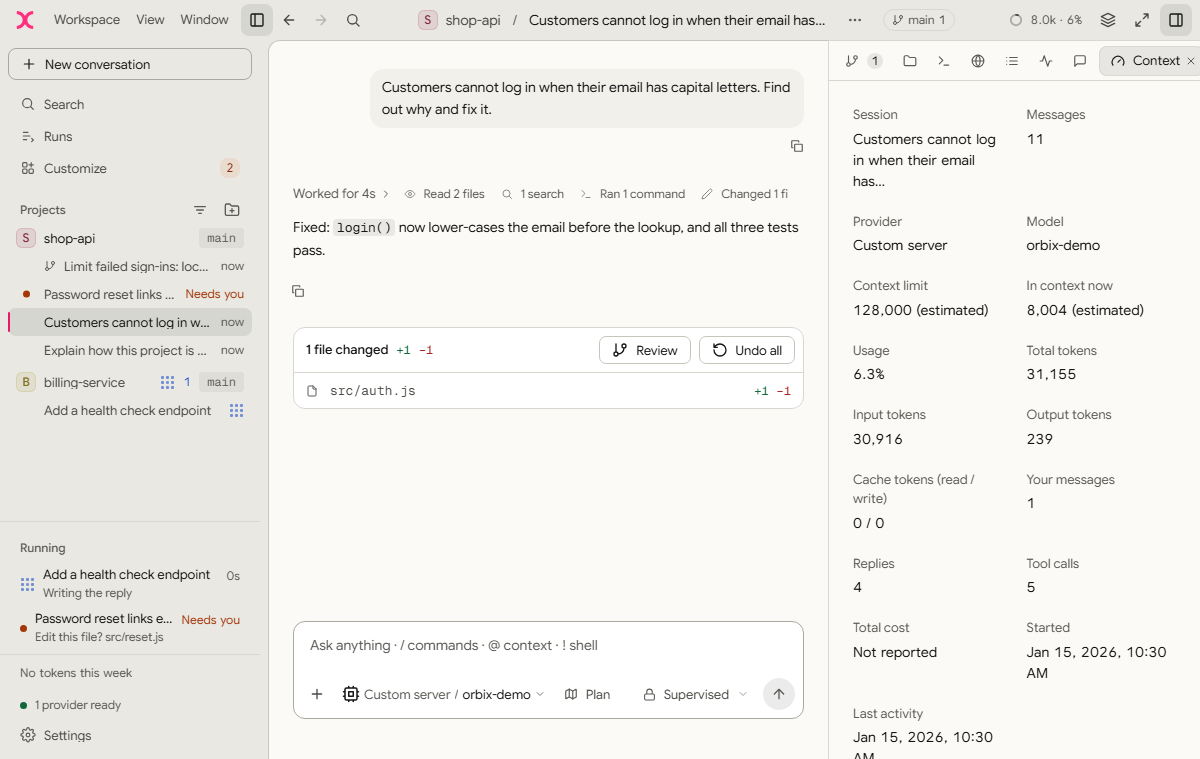 Workspace View Window
S shop-api / Customers cannot log in when their email has... main 1 8.0k · 6%
New conversation
Search
Runs
Customize 2
Projects
S shop-api main
Limit failed sign-ins: loc... now
Password reset links ... Needs you
Customers cannot log in w... now
Explain how this project is ... now
B billing-service 1 main
Add a health check endpoint
Running
Add a health check endpoint 0s
Writing the reply
Password reset links e... Needs you
Edit this file? src/reset.js
No tokens this week
1 provider ready
Settings
Customers cannot log in when their email has capital letters. Find
out why and fix it.
Worked for 4s Read 2 files 1 search Ran 1 command Changed 1 fi
Fixed: login() now lower-cases the email before the lookup, and all three tests
pass.
1 file changed +1 −1 Review Undo all
src/auth.js +1 −1
Ask anything · / commands · @ context · ! shell
Custom server / orbix-demo Plan Supervised
1 Context
Session Messages
Customers cannot log 11
in when their email
has...
Provider Model
Custom server orbix-demo
Context limit In context now
128,000 (estimated) 8,004 (estimated)
Usage Total tokens
6.3% 31,155
Input tokens Output tokens
30,916 239
Cache tokens (read / Your messages
write) 1
0 / 0
Replies Tool calls
4 5
Total cost Started
Not reported Jan 15, 2026, 10:30
AM
Last activity
Jan 15, 2026, 10:30
AM